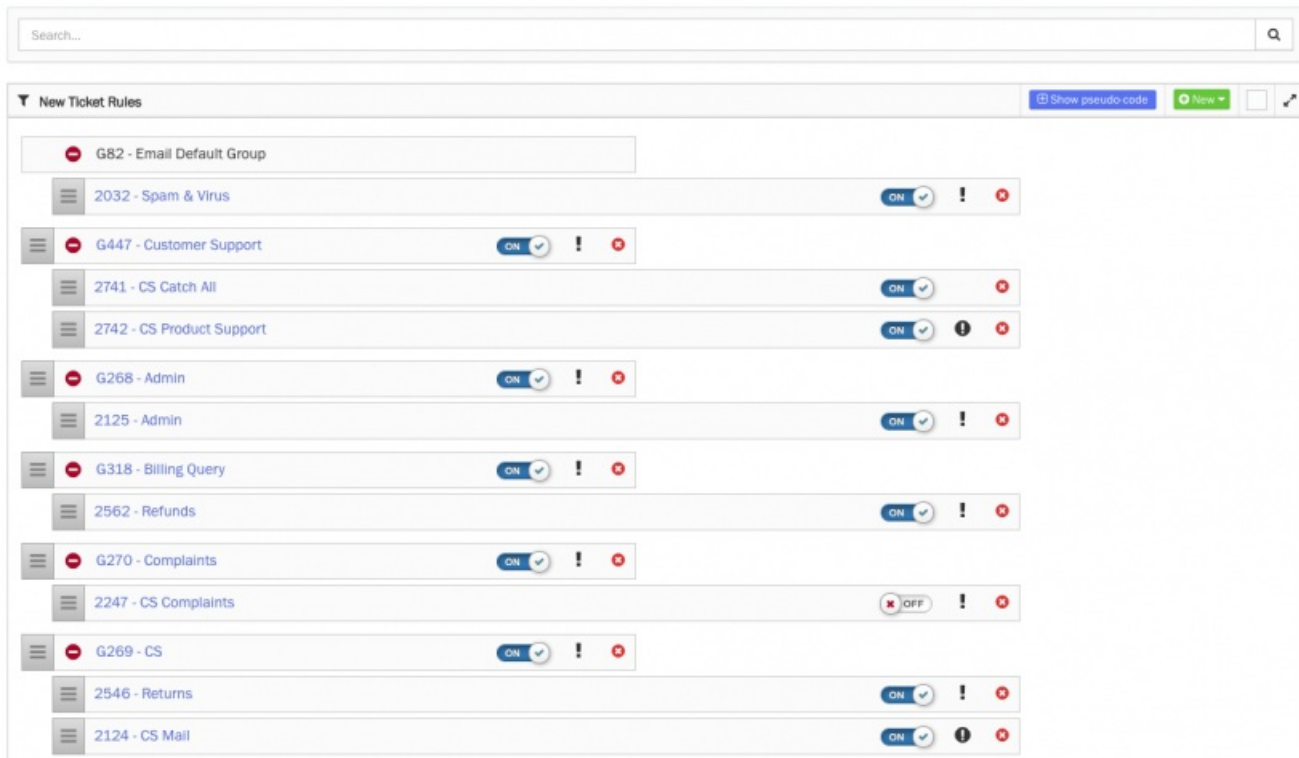 Search...
New Ticket Rules Show pseudo-code New
G82 - Email Default Group
2032 - Spam & Virus ON !
G447 - Customer Support ON !
2741 - CS Catch All ON
2742 - CS Product Support ON !
G268 - Admin ON !
2125 - Admin ON !
G318 - Billing Query ON !
2562 - Refunds ON !
G270 - Complaints ON !
2247 - CS Complaints OFF !
G269 - CS ON !
2546 - Returns ON !
2124 - CS Mail ON !